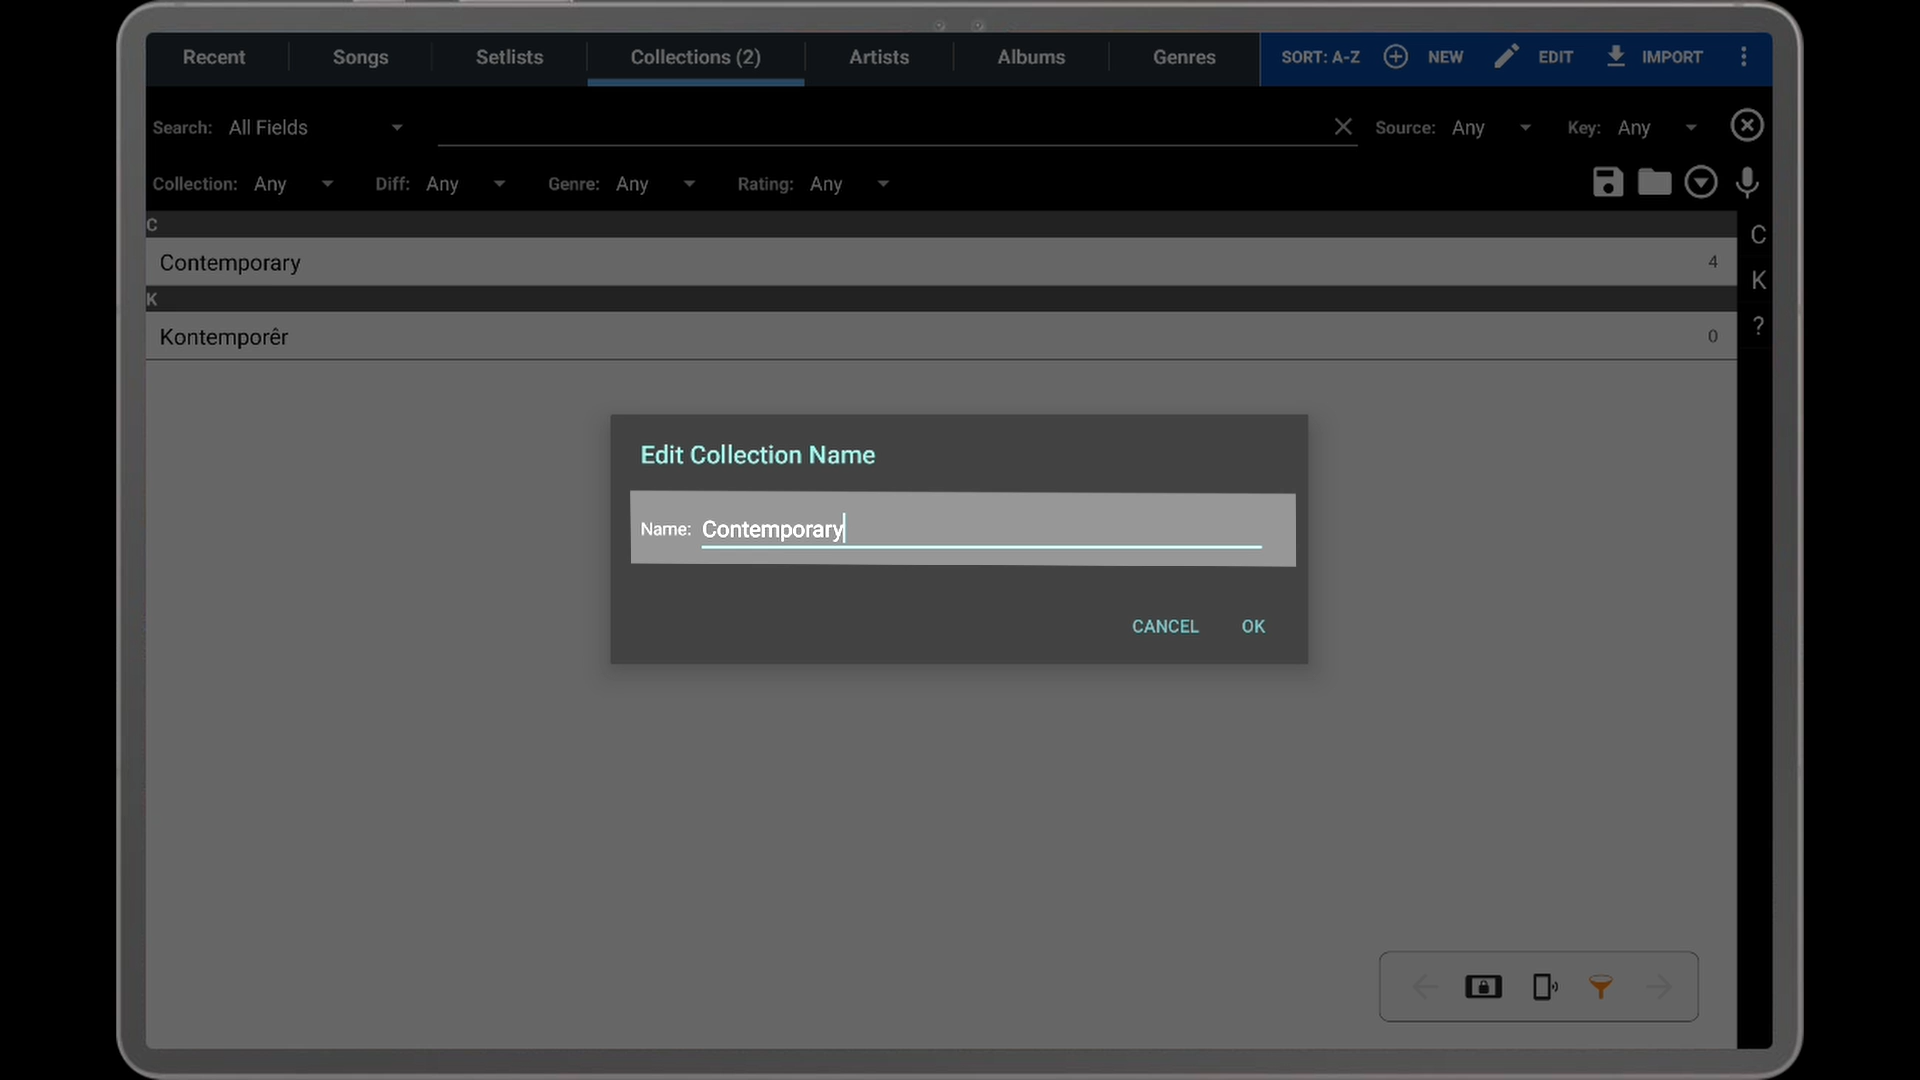 Recent Songs Setlists Collections (2) Artists Albums Genres SORT: A-Z NEW EDIT IMPORT
Search: All Fields Source: Any Key: Any
Collection: Any Diff: Any Genre: Any Rating: Any
C
Contemporary 4
K
Kontemporêr 0
C
K
?
Edit Collection Name
Name: Contemporary
CANCEL OK